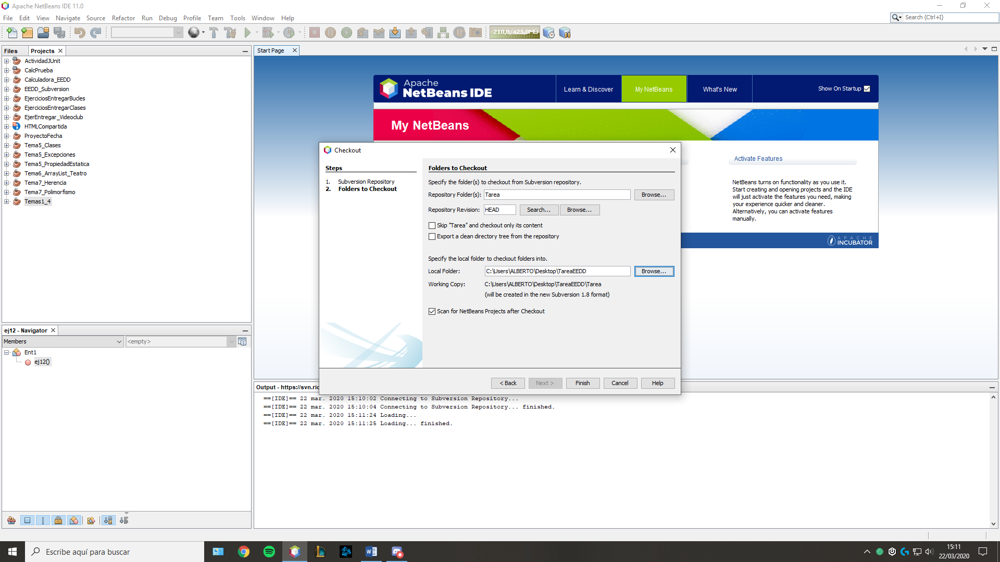 Apache NetBeans IDE 11.0
File Edit View Navigate Source Refactor Run Debug Profile Team Tools Window Help
Search (Ctrl+I)
210,0/425,0MB
Files Projects
ActividadJUnit
CalcPrueba
Calculadora_EEDD
EEDD_Subversion
EjerciciosEntregarBucles
EjerciciosEntregarClases
EjerEntregar_Videoclub
HTMLCompartida
ProyectoFecha
Tema5_Clases
Tema5_Excepciones
Tema5_PropiedadEstatica
Tema6_ArrayList_Teatro
Tema7_Herencia
Tema7_Polimorfismo
Temas1_4
ej12 - Navigator
Members
<empty>
Ent1
ej12()
Start Page
Apache
NetBeans IDE
Learn & Discover
My NetBeans
What's New
Show On Startup
My NetBeans
Activate Features
NetBeans turns on functionality as you use it.
Start creating and opening projects and the IDE
will just activate the features you need, making
your experience quicker and cleaner.
Alternatively, you can activate features
manually.
APACHE
INCUBATOR
Checkout
Steps
1. Subversion Repository
2. Folders to Checkout
Folders to Checkout
Specify the folder(s) to checkout from Subversion repository.
Repository Folder(s): Tarea Browse...
Repository Revision: HEAD Search... Browse...
Skip "Tarea" and checkout only its content
Export a clean directory tree from the repository
Specify the local folder to checkout folders into.
Local Folder: C:\Users\ALBERTO\Desktop\TareaEEDD Browse...
Working Copy: C:\Users\ALBERTO\Desktop\TareaEEDD\Tarea
(will be created in the new Subversion 1.8 format)
Scan for NetBeans Projects after Checkout
< Back Next > Finish Cancel Help
Output - https://svn.ric
==[IDE]== 22 mar. 2020 15:10:02 Connecting to Subversion Repository...
==[IDE]== 22 mar. 2020 15:10:04 Connecting to Subversion Repository... finished.
==[IDE]== 22 mar. 2020 15:11:24 Loading...
==[IDE]== 22 mar. 2020 15:11:25 Loading... finished.
Escribe aquí para buscar
15:11
22/03/2020